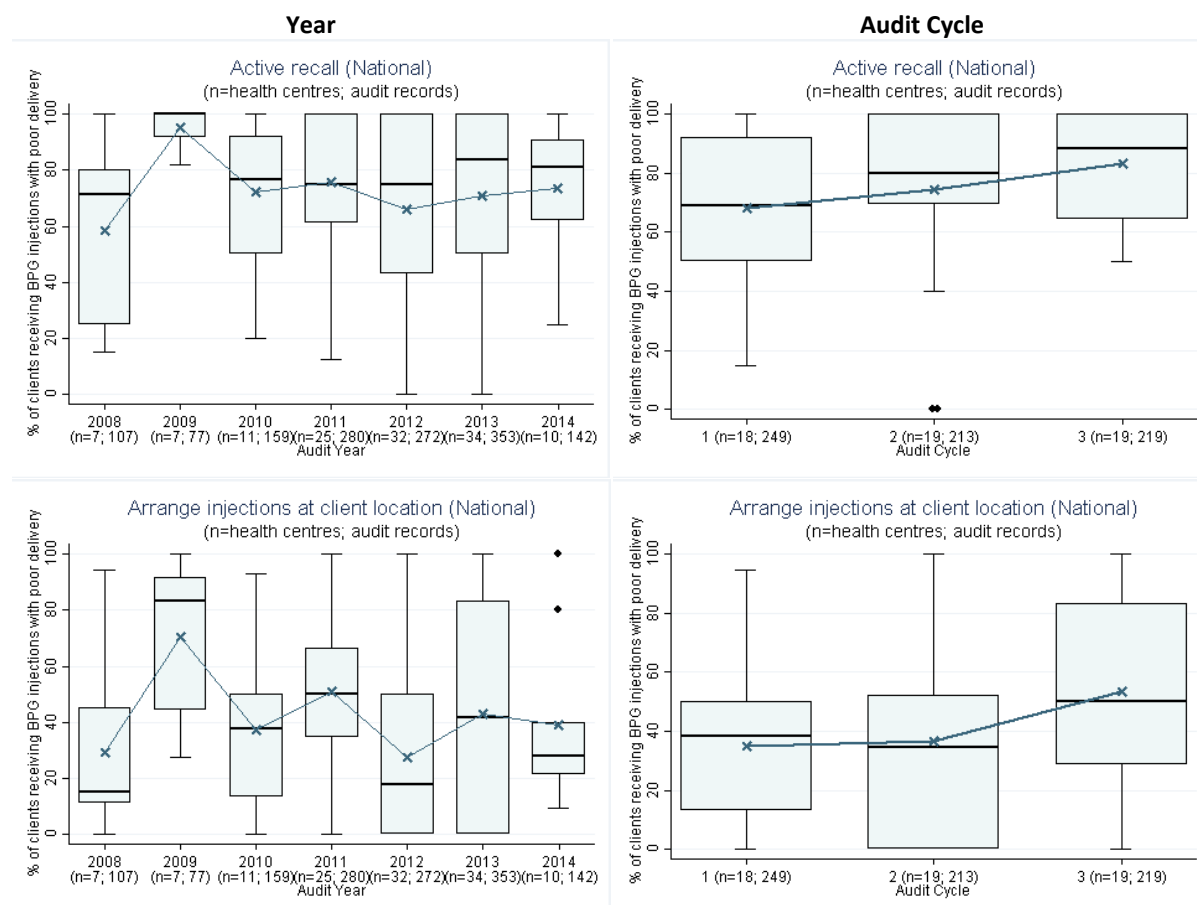 Year
Audit Cycle
Active recall (National)
(n=health centres; audit records)
% of clients receiving BPG injections with poor delivery
100
80
60
40
20
0
2008 2009 2010 2011 2012 2013 2014
(n=7; 107) (n=7; 77) (n=11; 159)(n=25; 280)(n=32; 272)(n=34; 353)(n=10; 142)
Audit Year
Active recall (National)
(n=health centres; audit records)
% of clients receiving BPG injections with poor delivery
100
80
60
40
20
0
1 (n=18; 249) 2 (n=19; 213) 3 (n=19; 219)
Audit Cycle
Arrange injections at client location (National)
(n=health centres; audit records)
% of clients receiving BPG injections with poor delivery
100
80
60
40
20
0
2008 2009 2010 2011 2012 2013 2014
(n=7; 107) (n=7; 77) (n=11; 159)(n=25; 280)(n=32; 272)(n=34; 353)(n=10; 142)
Audit Year
Arrange injections at client location (National)
(n=health centres; audit records)
% of clients receiving BPG injections with poor delivery
100
80
60
40
20
0
1 (n=18; 249) 2 (n=19; 213) 3 (n=19; 219)
Audit Cycle